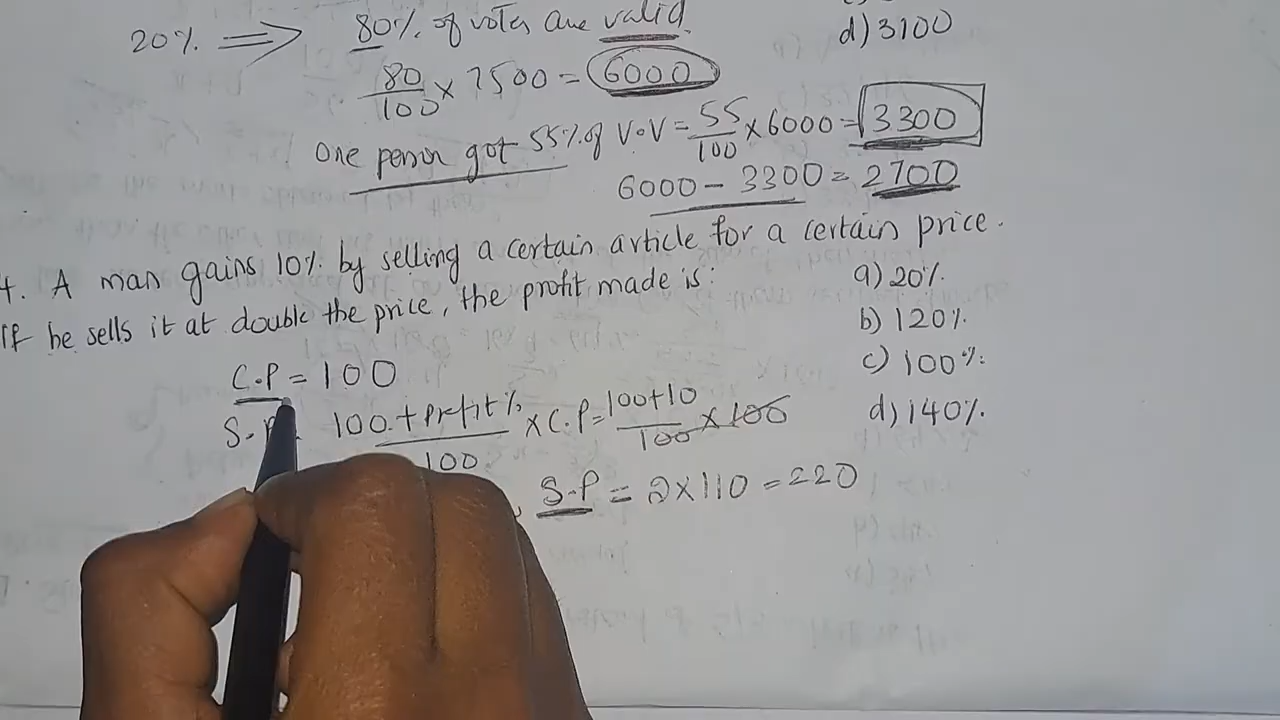 20% ⟹ 80% of votes are valid.
d) 3100
80/100 × 7500 = 6000
One person got 55% of V.V = 55/100 × 6000 = 3300
6000 - 3300 = 2700
4. A man gains 10% by selling a certain article for a certain price.
If he sells it at double the price, the profit made is:
a) 20%.
b) 120%.
c) 100%.
d) 140%.
C.P = 100
S.P 100 + profit%/100 × C.P = 100+10/100 × 100
S.P = 2×110 = 220